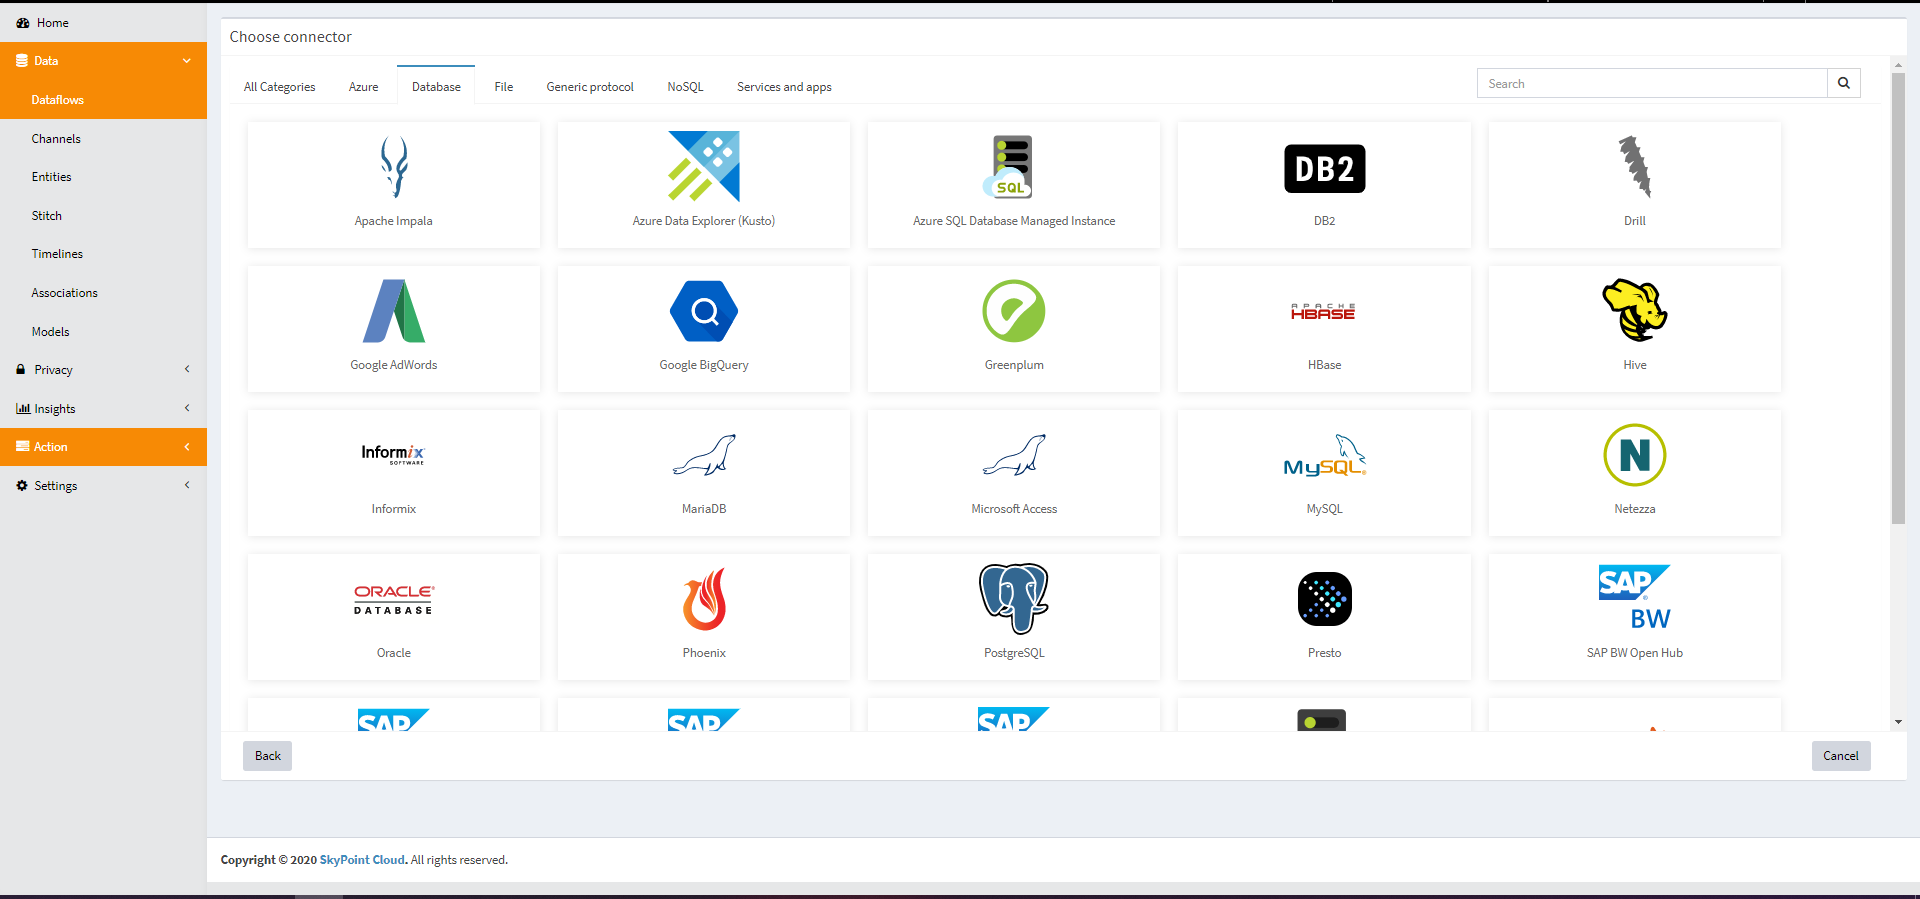 Home
Data
Dataflows
Channels
Entities
Stitch
Timelines
Associations
Models
Privacy
Insights
Action
Settings
Choose connector
All Categories Azure Database File Generic protocol NoSQL Services and apps
Search
SQL
DB2
Apache Impala Azure Data Explorer (Kusto) Azure SQL Database Managed Instance DB2 Drill
APACHE
HBASE
Google AdWords Google BigQuery Greenplum HBase Hive
Informix
SOFTWARE
MySQL®
N
Informix MariaDB Microsoft Access MySQL Netezza
ORACLE®
DATABASE
SAP®
BW
Oracle Phoenix PostgreSQL Presto SAP BW Open Hub
SAP SAP SAP
Back Cancel
Copyright © 2020 SkyPoint Cloud. All rights reserved.